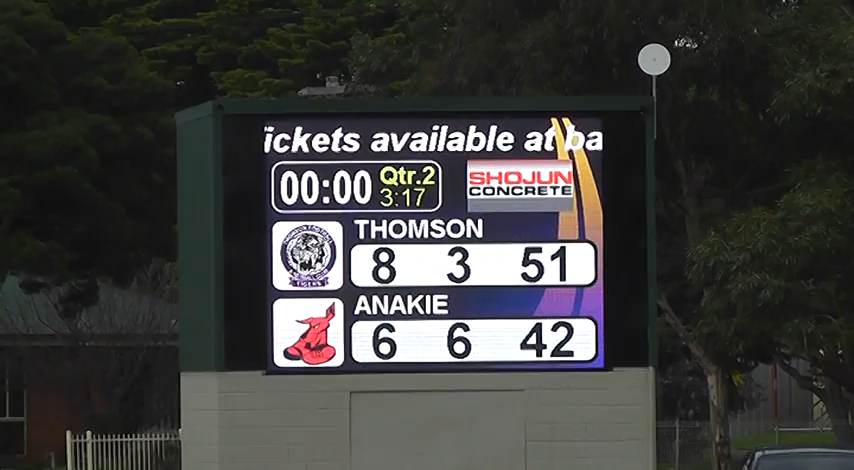 ickets available at ba
00:00 Qtr.2
3:17
SHOJUN
CONCRETE
THOMSON
8 3 51
TIGERS
ANAKIE
6 6 42